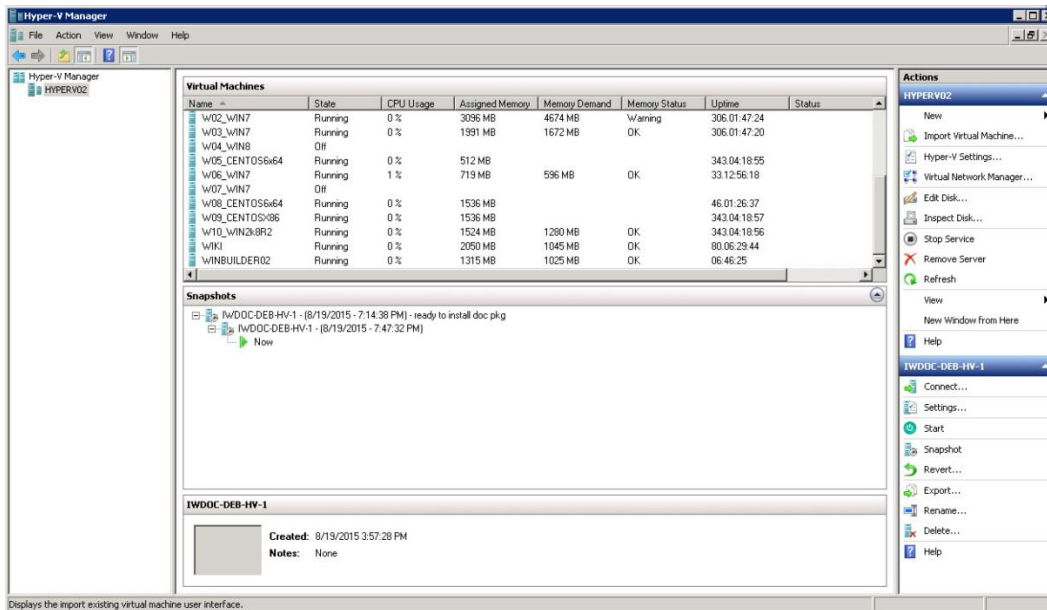 Hyper-V Manager
File Action View Window Help
Hyper-V Manager
HYPERV02
Virtual Machines
Name State CPU Usage Assigned Memory Memory Demand Memory Status Uptime Status
W02_WIN7 Running 0 % 3096 MB 4674 MB Warning 306.01:47:24
W03_WIN7 Running 0 % 1991 MB 1672 MB OK 306.01:47:20
W04_WIN8 Off
W05_CENTOS6x64 Running 0 % 512 MB 343.04:18:55
W06_WIN7 Running 1 % 719 MB 596 MB OK 33.12:56:18
W07_WIN7 Off
W08_CENTOS6x64 Running 0 % 1536 MB 46.01:26:37
W09_CENTOSX86 Running 0 % 1536 MB 343.04:18:57
W10_WIN2k8R2 Running 0 % 1524 MB 1280 MB OK 343.04:18:56
WIKI Running 0 % 2050 MB 1045 MB OK 80.06:29:44
WINBUILDER02 Running 0 % 1315 MB 1025 MB OK 06:46:25
Snapshots
IWDOC-DEB-HV-1 - (8/19/2015 - 7:14:38 PM) - ready to install doc pkg
IWDOC-DEB-HV-1 - (8/19/2015 - 7:47:32 PM)
Now
IWDOC-DEB-HV-1
Created: 8/19/2015 3:57:28 PM
Notes: None
Actions
HYPERV02
New
Import Virtual Machine...
Hyper-V Settings...
Virtual Network Manager...
Edit Disk...
Inspect Disk...
Stop Service
Remove Server
Refresh
View
New Window from Here
Help
IWDOC-DEB-HV-1
Connect...
Settings...
Start
Snapshot
Revert...
Export...
Rename...
Delete...
Help
Displays the import existing virtual machine user interface.